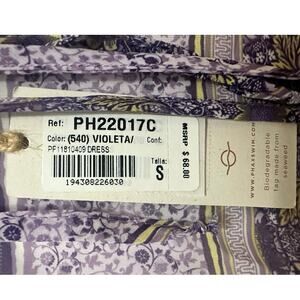 Ref: PH22017C
Color: (540) VIOLETA/ Cont:
PF11810409 DRESS
Talla:
S
194308226030
MSRP
$ 68.00
WWW.PHAXSWIM.COM
Biodegradable
tag made from
seaweed